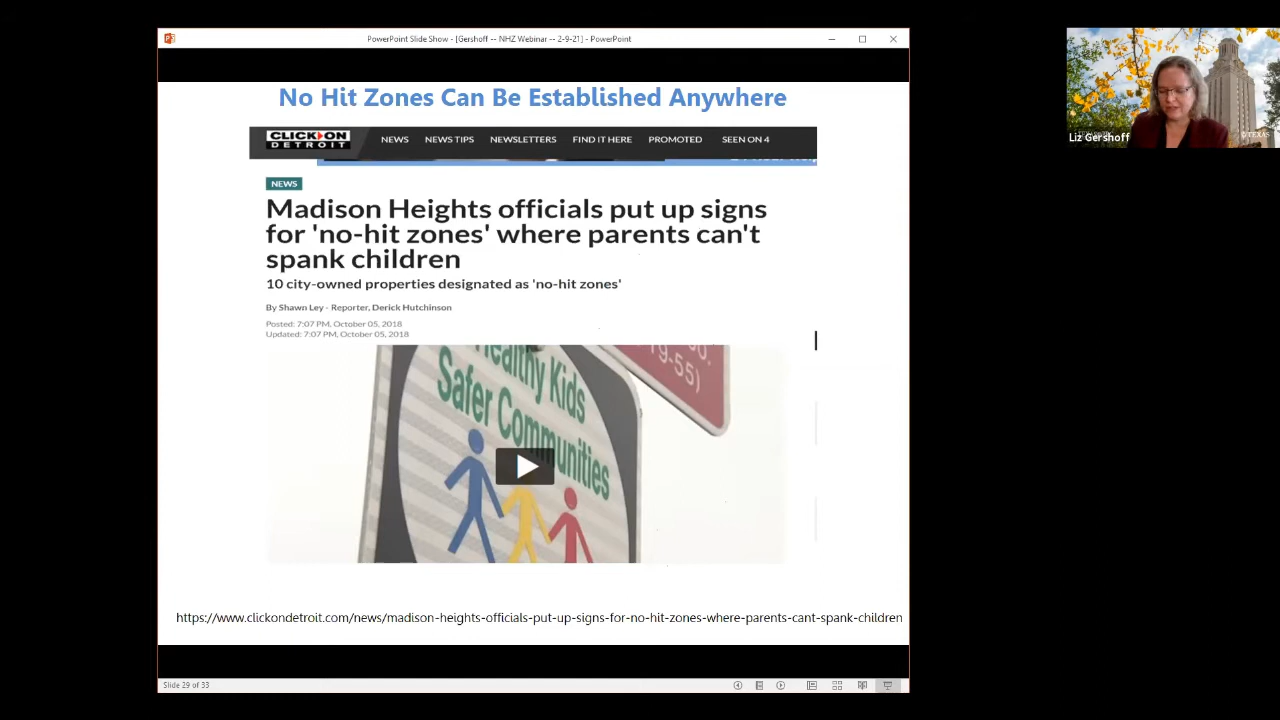 PowerPoint Slide Show - [Gershoff -- NHZ Webinar -- 2-9-21] - PowerPoint
No Hit Zones Can Be Established Anywhere
CLICK ON
DETROIT
NEWS NEWS TIPS NEWSLETTERS FIND IT HERE PROMOTED SEEN ON 4
NEWS
Madison Heights officials put up signs
for 'no-hit zones' where parents can't
spank children
10 city-owned properties designated as 'no-hit zones'
By Shawn Ley - Reporter, Derick Hutchinson
Posted: 7:07 PM, October 05, 2018
Updated: 7:07 PM, October 05, 2018
Healthy Kids
Safer Communities
19-55)
https://www.clickondetroit.com/news/madison-heights-officials-put-up-signs-for-no-hit-zones-where-parents-cant-spank-children
Slide 29 of 33
Liz Gershoff
TEXAS